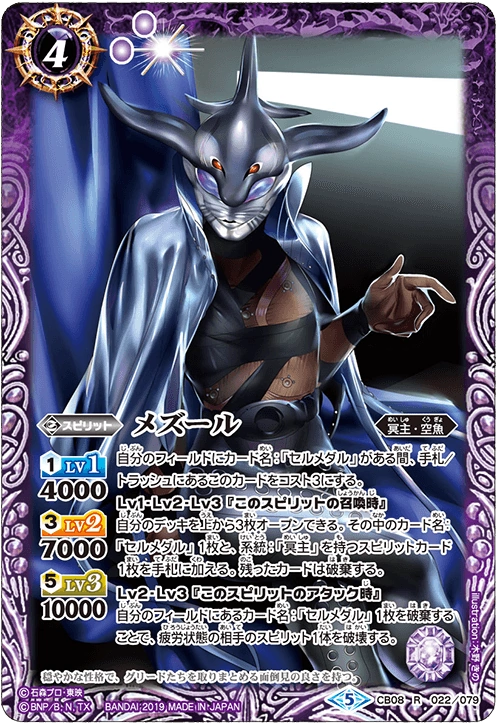 4
メズール
スピリット
冥主・空魚
めいしゅ くうぎょ
1 LV1
4000
3 LV2
7000
5 LV3
10000
自分のフィールドにカード名：「セルメダル」がある間、手札／
トラッシュにあるこのカードをコスト3にする。
Lv1・Lv2・Lv3『このスピリットの召喚時』
自分のデッキを上から3枚オープンできる。その中のカード名：
「セルメダル」1枚と、系統：「冥主」を持つスピリットカード
1枚を手札に加える。残ったカードは破棄する。
Lv2・Lv3『このスピリットのアタック時』
自分のフィールドにあるカード名：「セルメダル」1枚を破棄する
ことで、疲労状態の相手のスピリット1体を破壊する。
穏やかな性格で、グリードたちを取りまとめる面倒見の良さを持つ。
©石森プロ・東映
©BNP/B, N, TX BANDAI 2019 MADE IN JAPAN
5 CB08 R 022／079